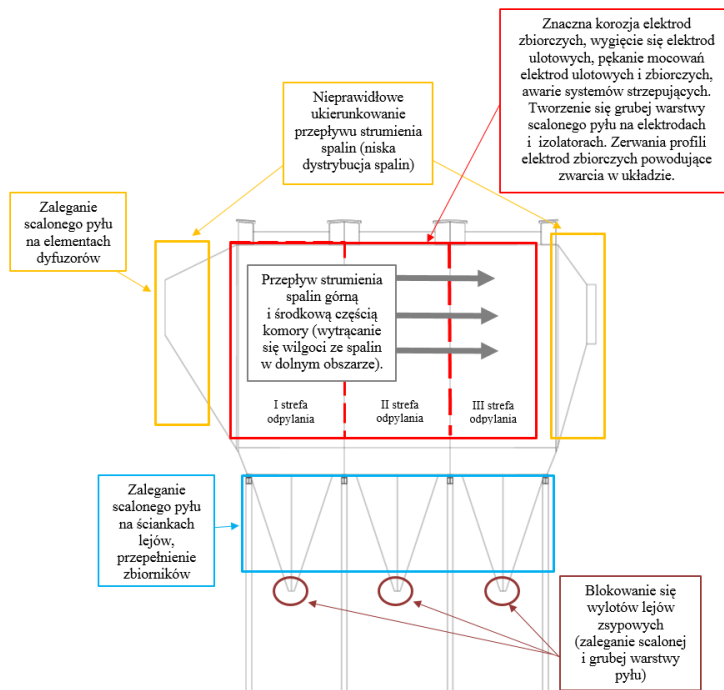 Znaczna korozja elektrod
zbiorczych, wygięcie się elektrod
ulotowych, pękanie mocowań
elektrod ulotowych i zbiorczych,
awarie systemów strzepujących.
Tworzenie się grubej warstwy
scalonego pyłu na elektrodach
i izolatorach. Zerwania profili
elektrod zbiorczych powodujące
zwarcia w układzie.
Nieprawidłowe
ukierunkowanie
przepływu strumienia
spalin (niska
dystrybucja spalin)
Zaleganie
scalonego pyłu
na elementach
dyfuzorów
Przepływ strumienia
spalin górną
i środkową częścią
komory (wytrącanie
się wilgoci ze spalin
w dolnym obszarze).
I strefa
odpylania
II strefa
odpylania
III strefa
odpylania
Zaleganie
scalonego pyłu
na ściankach
lejów,
przepełnienie
zbiorników
Blokowanie się
wylotów lejów
zsypowych
(zaleganie scalonej
i grubej warstwy
pyłu)